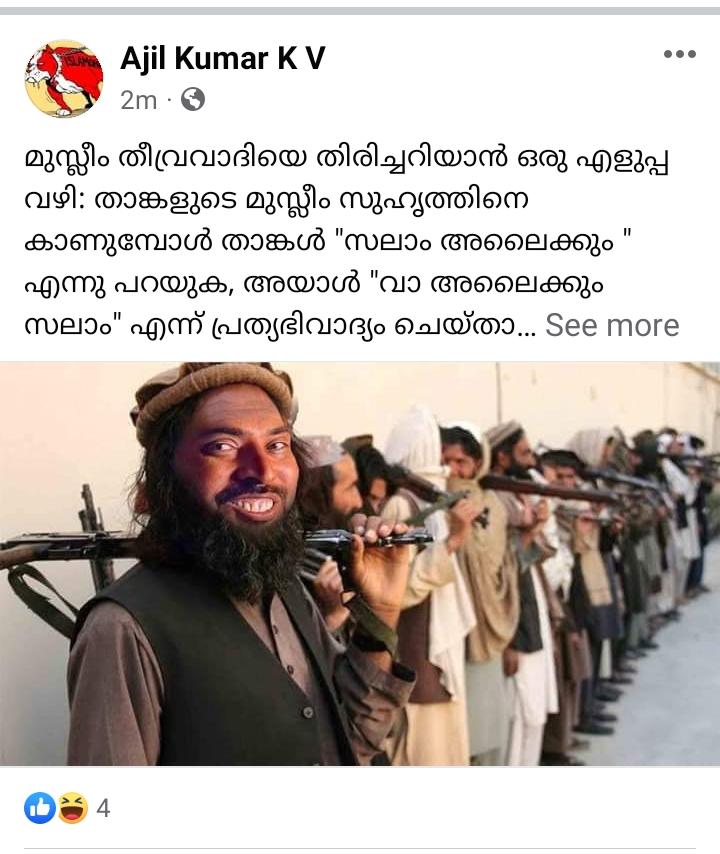 Ajil Kumar K V
2m ·
മുസ്ലീം തീവ്രവാദിയെ തിരിച്ചറിയാൻ ഒരു എളുപ്പ
വഴി: താങ്കളുടെ മുസ്ലീം സുഹൃത്തിനെ
കാണുമ്പോൾ താങ്കൾ "സലാം അലൈക്കും "
എന്നു പറയുക, അയാൾ "വാ അലൈക്കും
സലാം" എന്ന് പ്രത്യഭിവാദ്യം ചെയ്താ... See more
4